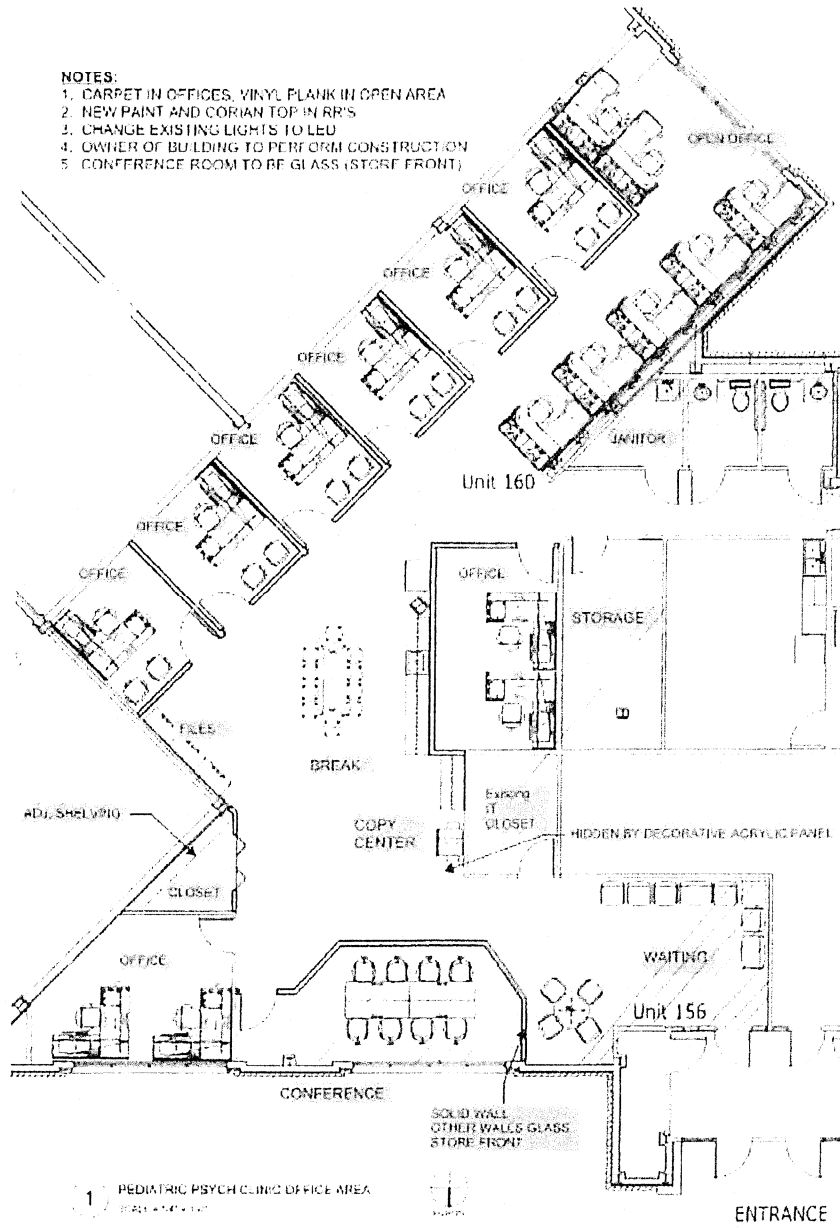 NOTES:
1. CARPET IN OFFICES, VINYL PLANK IN OPEN AREA
2. NEW PAINT AND CORIAN TOP IN RR'S
3. CHANGE EXISTING LIGHTS TO LED
4. OWNER OF BUILDING TO PERFORM CONSTRUCTION
5. CONFERENCE ROOM TO BE GLASS (STORE FRONT)
OPEN OFFICE
OFFICE
OFFICE
OFFICE
OFFICE
JANITOR
Unit 160
OFFICE
OFFICE
OFFICE
STORAGE
FILES
BREAK
Existing
IT
CLOSET
ADJ. SHELVING
COPY
CENTER
HIDDEN BY DECORATIVE ACRYLIC PANEL
CLOSET
OFFICE
WAITING
Unit 156
CONFERENCE
SOLID WALL
OTHER WALLS GLASS
STORE FRONT
1
PEDIATRIC PSYCH CLINIC OFFICE AREA
ENTRANCE